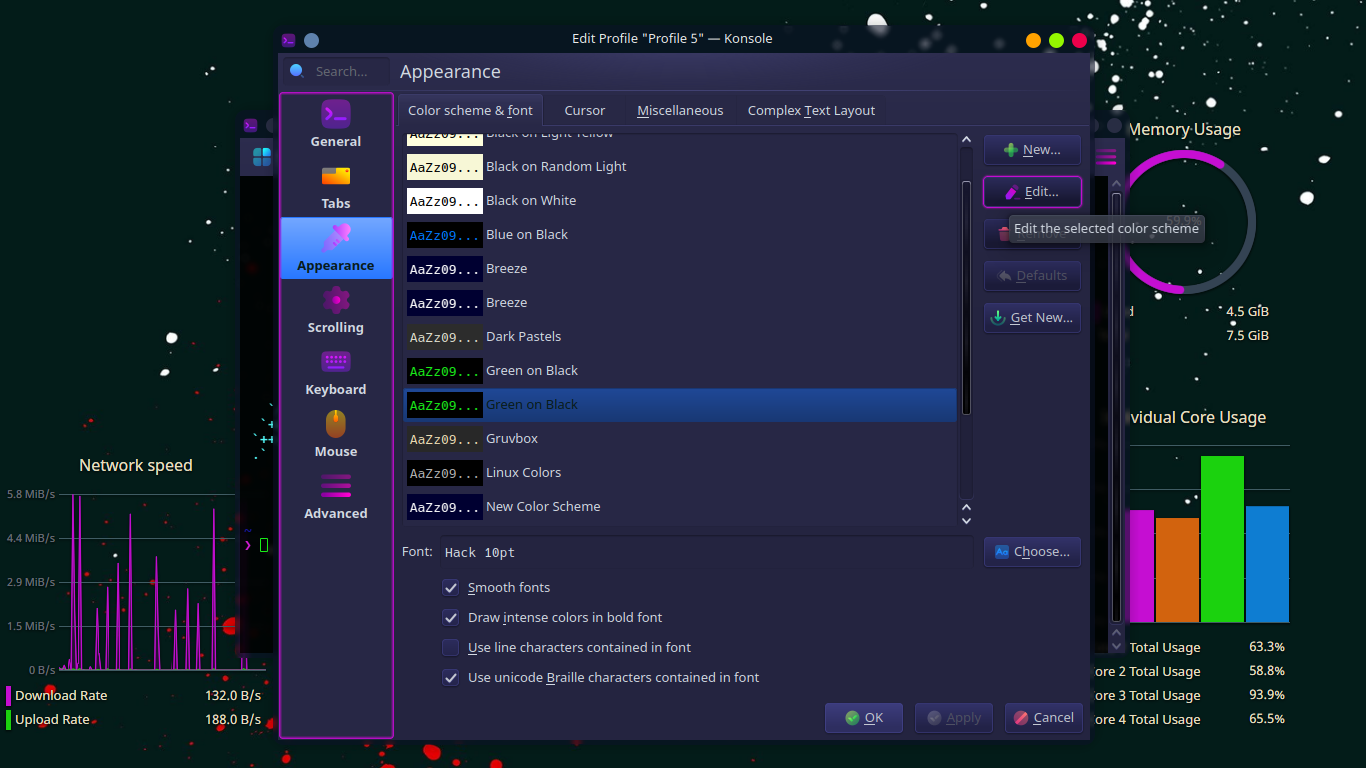 Edit Profile "Profile 5" — Konsole
Search...
Appearance
General
Tabs
Appearance
Scrolling
Keyboard
Mouse
Advanced
Color scheme & font
Cursor
Miscellaneous
Complex Text Layout
AaZz09... Black on Light Yellow
AaZz09... Black on Random Light
AaZz09... Black on White
AaZz09... Blue on Black
AaZz09... Breeze
AaZz09... Breeze
AaZz09... Dark Pastels
AaZz09... Green on Black
AaZz09... Green on Black
AaZz09... Gruvbox
AaZz09... Linux Colors
AaZz09... New Color Scheme
New...
Edit...
Edit the selected color scheme
Defaults
Get New...
Font: Hack 10pt
Choose...
Smooth fonts
Draw intense colors in bold font
Use line characters contained in font
Use unicode Braille characters contained in font
OK
Apply
Cancel
Network speed
5.8 MiB/s
4.4 MiB/s
2.9 MiB/s
1.5 MiB/s
0 B/s
Download Rate 132.0 B/s
Upload Rate 188.0 B/s
Memory Usage
59.9%
d 4.5 GiB
7.5 GiB
vidual Core Usage
Total Usage 63.3%
ore 2 Total Usage 58.8%
ore 3 Total Usage 93.9%
ore 4 Total Usage 65.5%